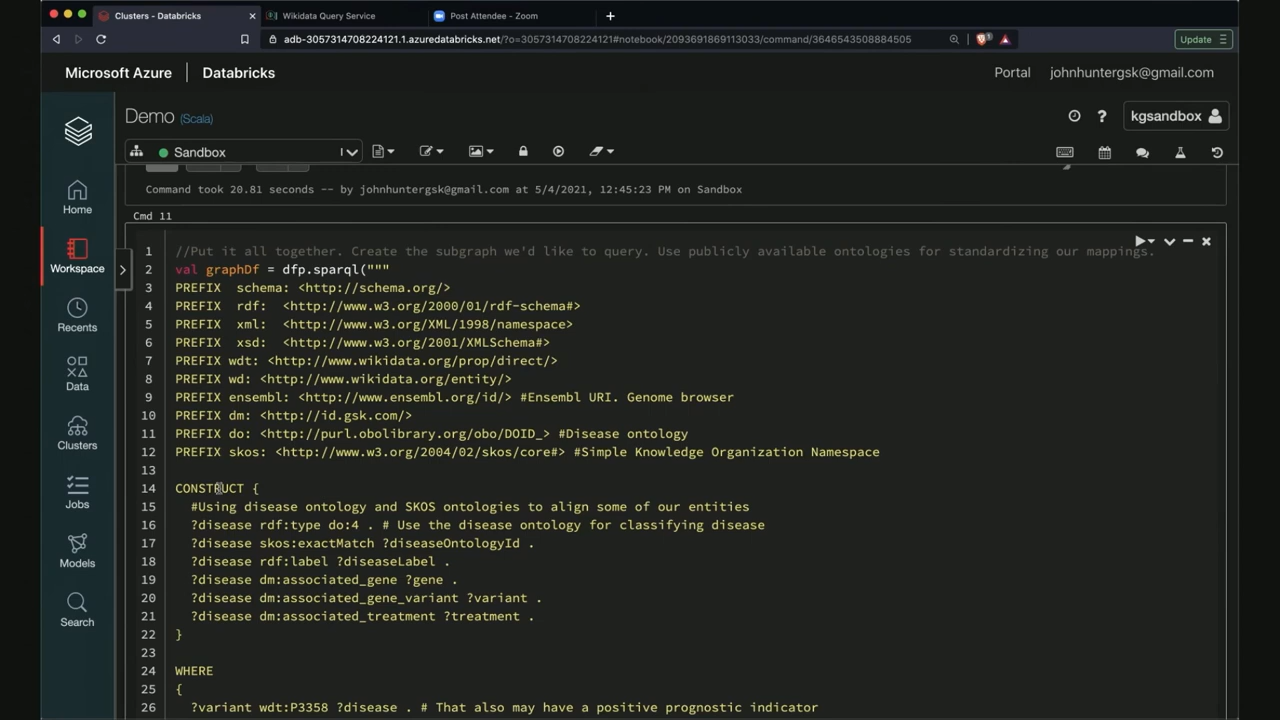 Clusters - Databricks
Wikidata Query Service
Post Attendee - Zoom
adb-3057314708224121.1.azuredatabricks.net/?o=3057314708224121#notebook/2093691869113033/command/3646543508884505
Update
Microsoft Azure
Databricks
Portal
johnhuntergsk@gmail.com
Demo (Scala)
kgsandbox
Sandbox
Home
Workspace
Recents
Data
Clusters
Jobs
Models
Search
Command took 20.81 seconds -- by johnhuntergsk@gmail.com at 5/4/2021, 12:45:23 PM on Sandbox
Cmd 11
1 //Put it all together. Create the subgraph we'd like to query. Use publicly available ontologies for standardizing our mappings.
2 val graphDf = dfp.sparql("""
3 PREFIX schema: <http://schema.org/>
4 PREFIX rdf: <http://www.w3.org/2000/01/rdf-schema#>
5 PREFIX xml: <http://www.w3.org/XML/1998/namespace>
6 PREFIX xsd: <http://www.w3.org/2001/XMLSchema#>
7 PREFIX wdt: <http://www.wikidata.org/prop/direct/>
8 PREFIX wd: <http://www.wikidata.org/entity/>
9 PREFIX ensembl: <http://www.ensembl.org/id/> #Ensembl URI. Genome browser
10 PREFIX dm: <http://id.gsk.com/>
11 PREFIX do: <http://purl.obolibrary.org/obo/DOID_> #Disease ontology
12 PREFIX skos: <http://www.w3.org/2004/02/skos/core#> #Simple Knowledge Organization Namespace
13
14 CONSTRUCT {
15 #Using disease ontology and SKOS ontologies to align some of our entities
16 ?disease rdf:type do:4 . # Use the disease ontology for classifying disease
17 ?disease skos:exactMatch ?diseaseOntologyId .
18 ?disease rdf:label ?diseaseLabel .
19 ?disease dm:associated_gene ?gene .
20 ?disease dm:associated_gene_variant ?variant .
21 ?disease dm:associated_treatment ?treatment .
22 }
23
24 WHERE
25 {
26 ?variant wdt:P3358 ?disease . # That also may have a positive prognostic indicator